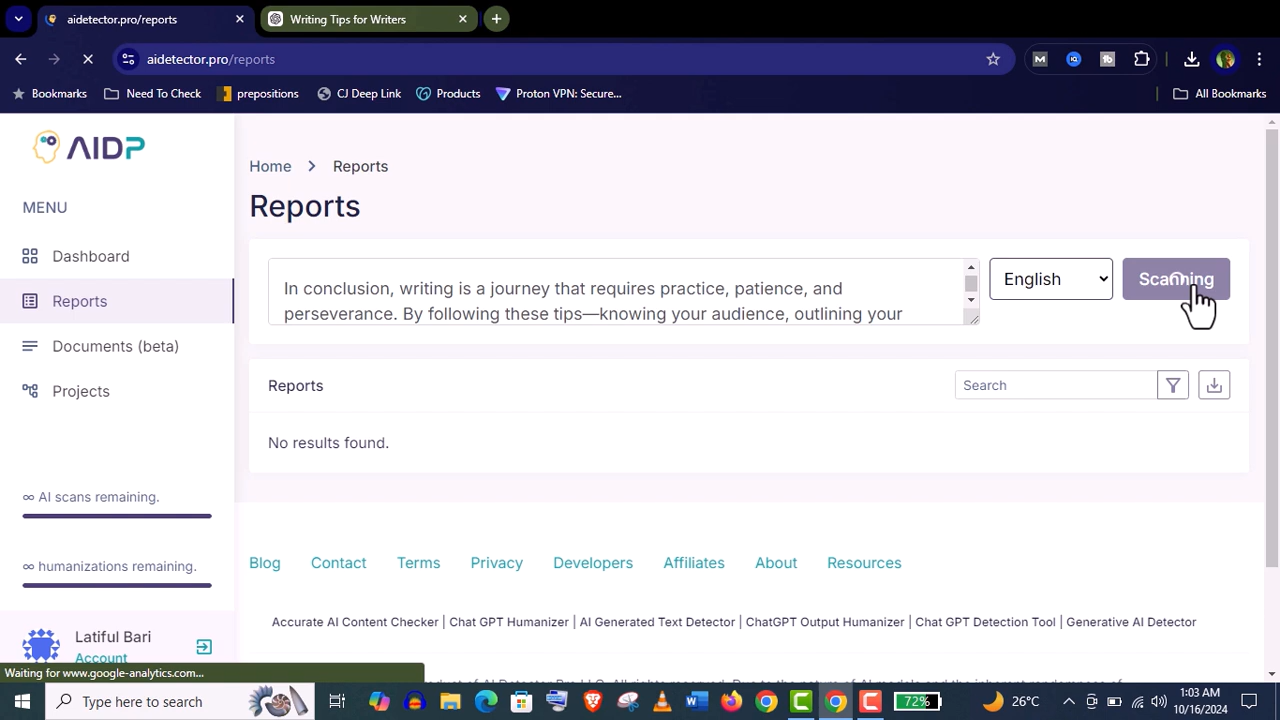 aidetector.pro/reports
Writing Tips for Writers
aidetector.pro/reports
Bookmarks
Need To Check
prepositions
CJ Deep Link
Products
Proton VPN: Secure...
All Bookmarks
AIDP
MENU
Dashboard
Reports
Documents (beta)
Projects
∞ AI scans remaining.
∞ humanizations remaining.
Latiful Bari
Account
Home > Reports
Reports
In conclusion, writing is a journey that requires practice, patience, and
perseverance. By following these tips—knowing your audience, outlining your
English
Scanning
Reports
Search
No results found.
Blog Contact Terms Privacy Developers Affiliates About Resources
Accurate AI Content Checker | Chat GPT Humanizer | AI Generated Text Detector | ChatGPT Output Humanizer | Chat GPT Detection Tool | Generative AI Detector
Waiting for www.google-analytics.com...
Type here to search
72%
26°C
1:03 AM
10/16/2024